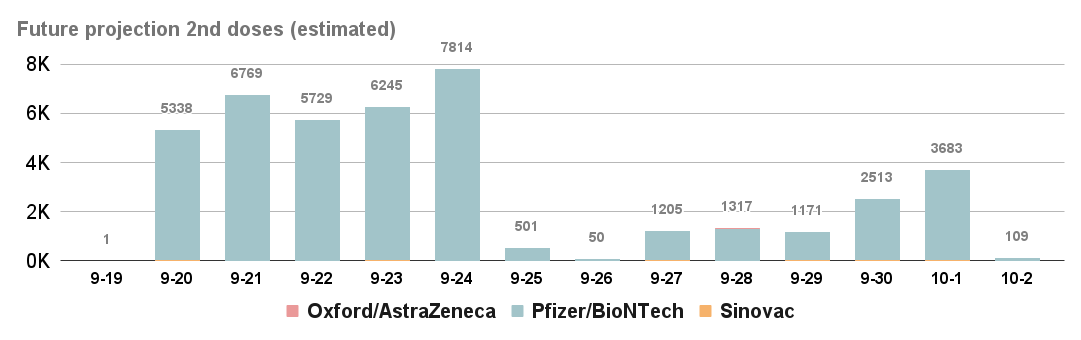 Future projection 2nd doses (estimated)
8K
6K
4K
2K
0K
1
5338
6769
5729
6245
7814
501
50
1205
1317
1171
2513
3683
109
9-19 9-20 9-21 9-22 9-23 9-24 9-25 9-26 9-27 9-28 9-29 9-30 10-1 10-2
Oxford/AstraZeneca Pfizer/BioNTech Sinovac